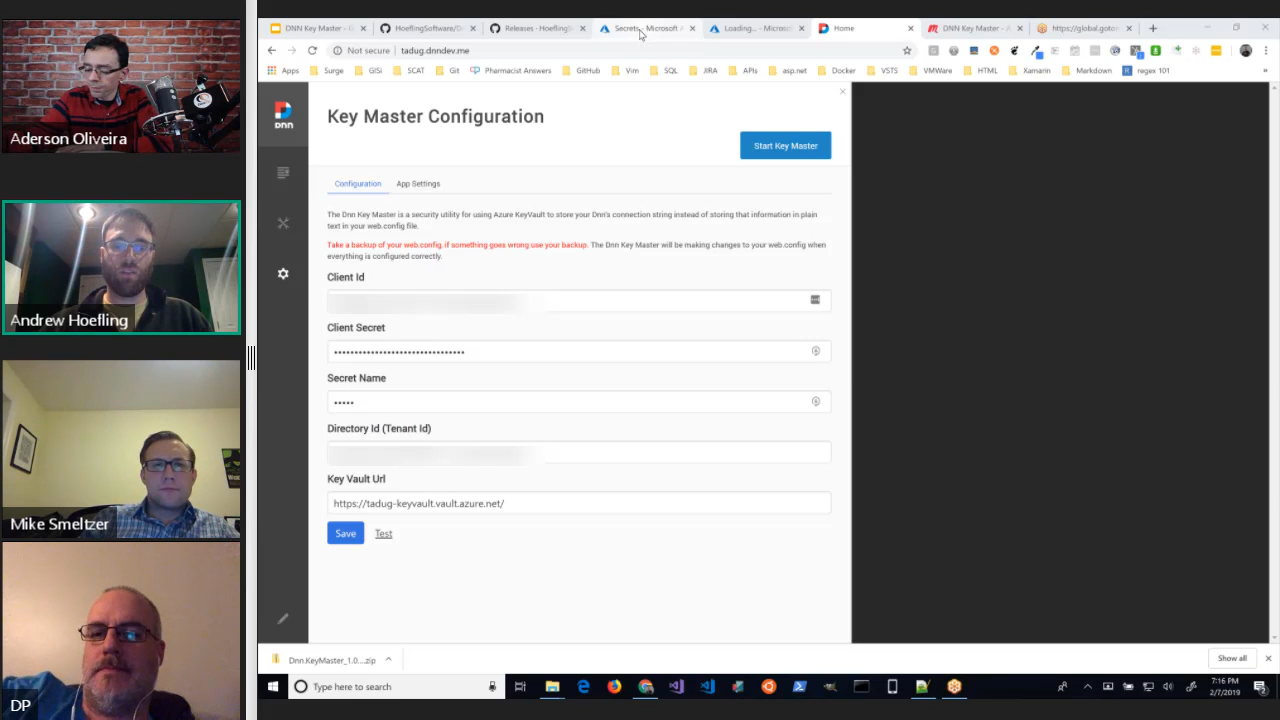 Aderson Oliveira
Andrew Hoefling
Mike Smeltzer
DP
DNN Key Master - G
HoeflingSoftware/D
Releases - Hoefling
Secrets - Microsoft A
Loading... - Microso
Home
DNN Key Master - A
https://global.goto
Not secure
tadug.dnndev.me
Apps
Surge
GISi
SCAT
Git
Pharmacist Answers
GitHub
Vim
SQL
JIRA
APIs
asp.net
Docker
VSTS
VMWare
HTML
Xamarin
Markdown
regex 101
»
Dnn
Key Master Configuration
Start Key Master
Configuration
App Settings
The Dnn Key Master is a security utility for using Azure KeyVault to store your Dnn's connection string instead of storing that information in plain
text in your web.config file.
Take a backup of your web.config, if something goes wrong use your backup. The Dnn Key Master will be making changes to your web.config when
everything is configured correctly.
Client Id
Client Secret
Secret Name
Directory Id (Tenant Id)
Key Vault Url
https://tadug-keyvault.vault.azure.net/
Save
Test
Dnn.KeyMaster_1.0....zip
Show all
Type here to search
7:16 PM
2/7/2019